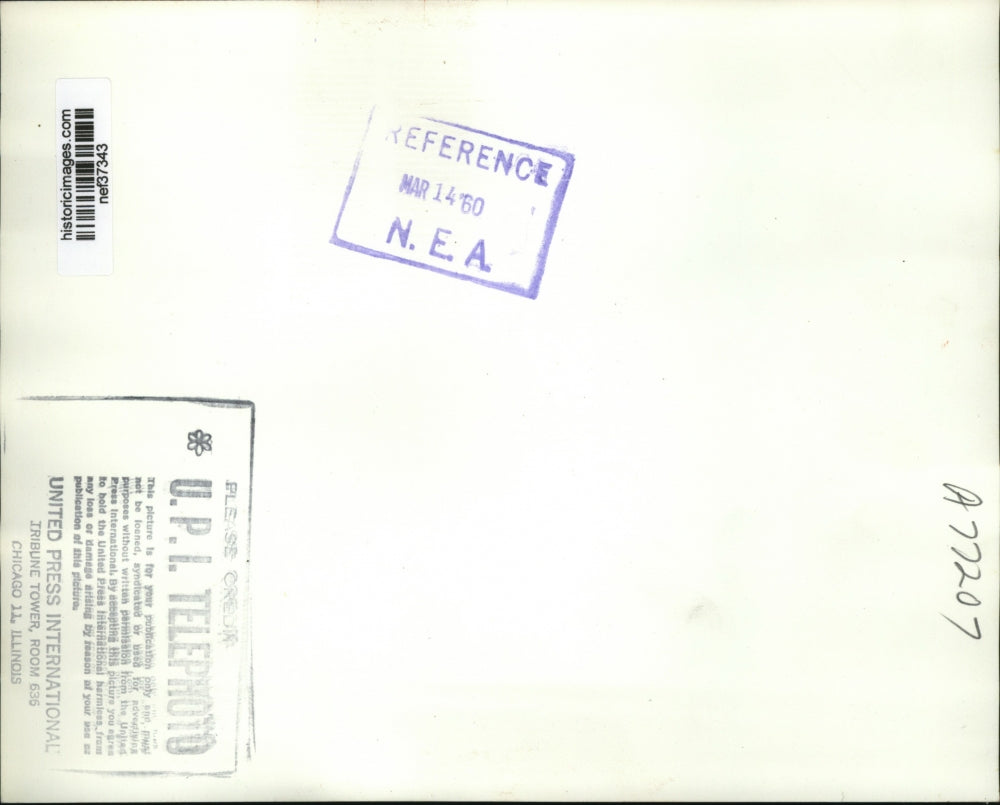 historicimages.com
nef37343
REFERENCE
MAR 14 '60
N. E. A.
PLEASE CREDIT
U.P.I. TELEPHOTO
This picture is for your publication only and must
not be loaned, syndicated or used for advertising
purposes without written permission from the United
Press International. By accepting this picture you agree
to hold the United Press International harmless from
any loss or damage arising by reason of your use or
publication of this picture.
UNITED PRESS INTERNATIONAL
TRIBUNE TOWER, ROOM 636
CHICAGO 11, ILLINOIS
A77207